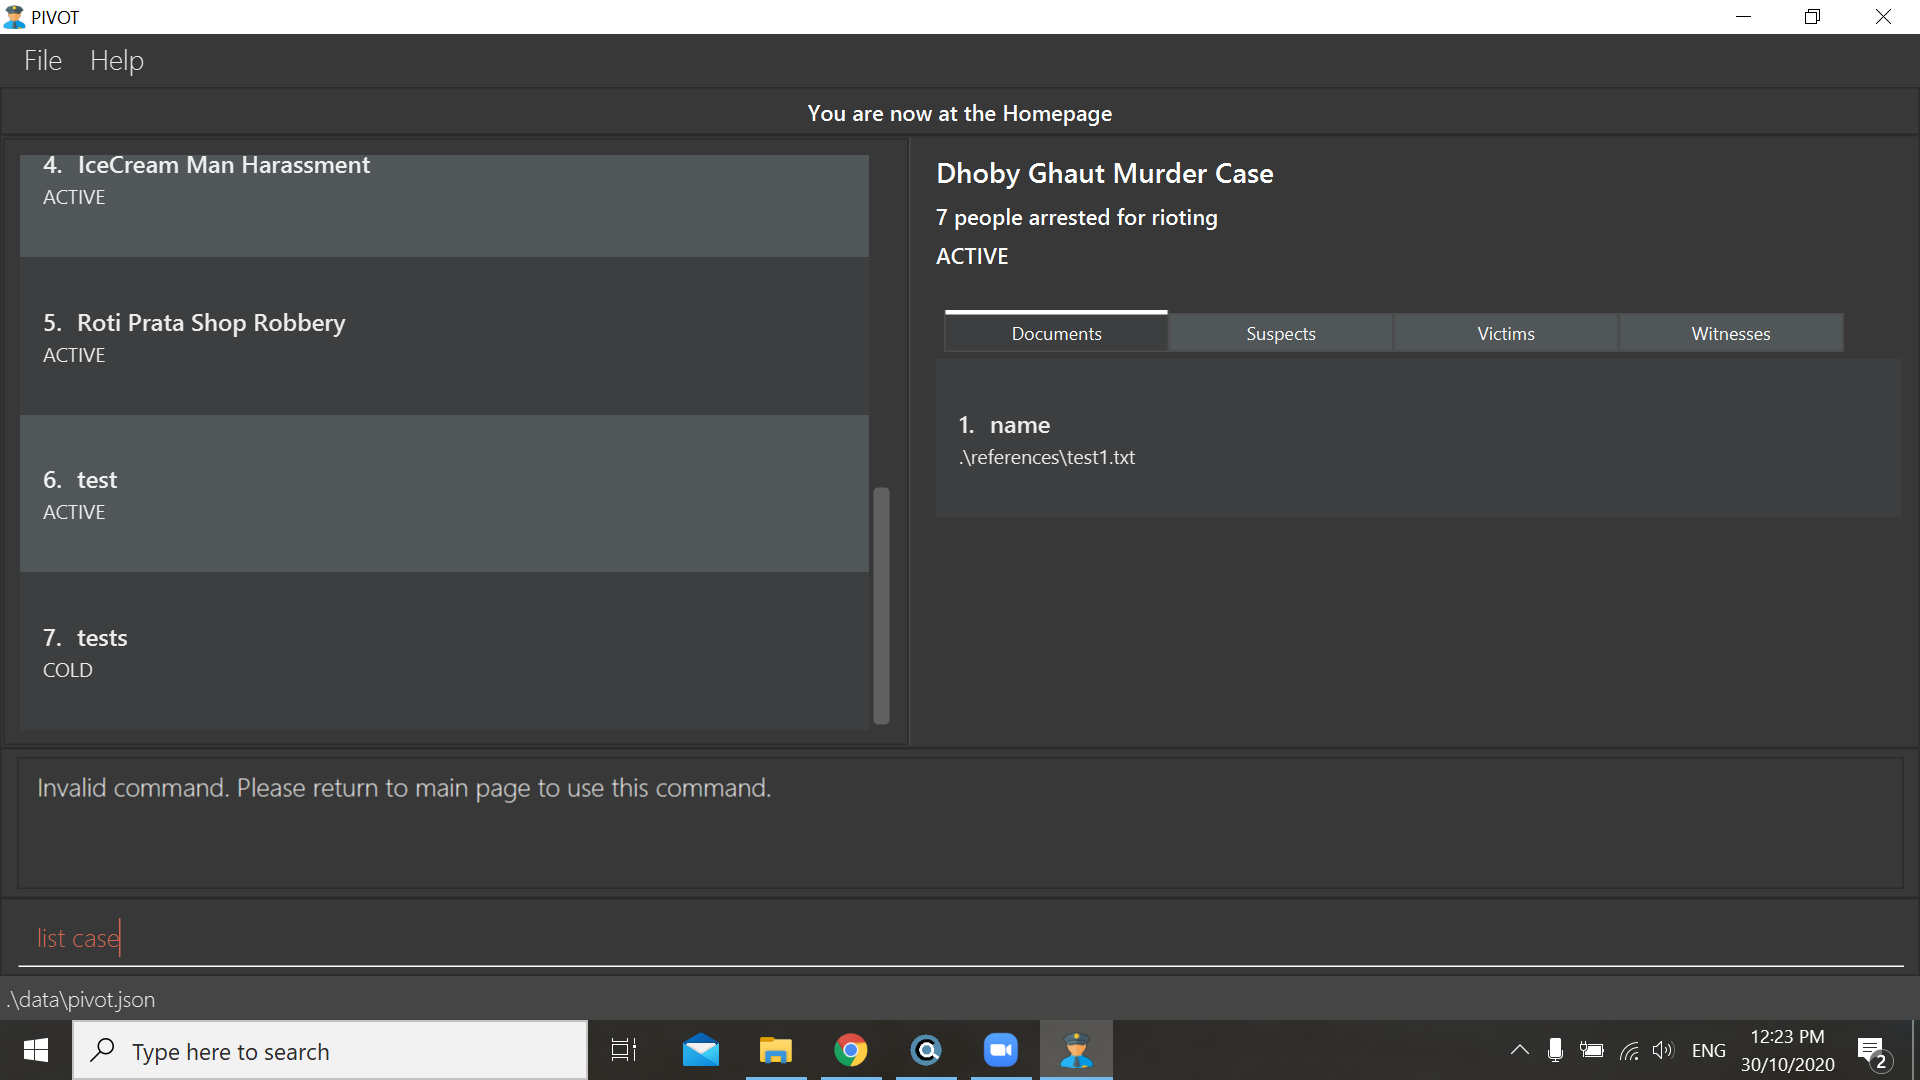 PIVOT
File Help
You are now at the Homepage
4. IceCream Man Harassment
ACTIVE
5. Roti Prata Shop Robbery
ACTIVE
6. test
ACTIVE
7. tests
COLD
Dhoby Ghaut Murder Case
7 people arrested for rioting
ACTIVE
Documents Suspects Victims Witnesses
1. name
.\references\test1.txt
Invalid command. Please return to main page to use this command.
list case
.\data\pivot.json
Type here to search
ENG
12:23 PM
30/10/2020
2